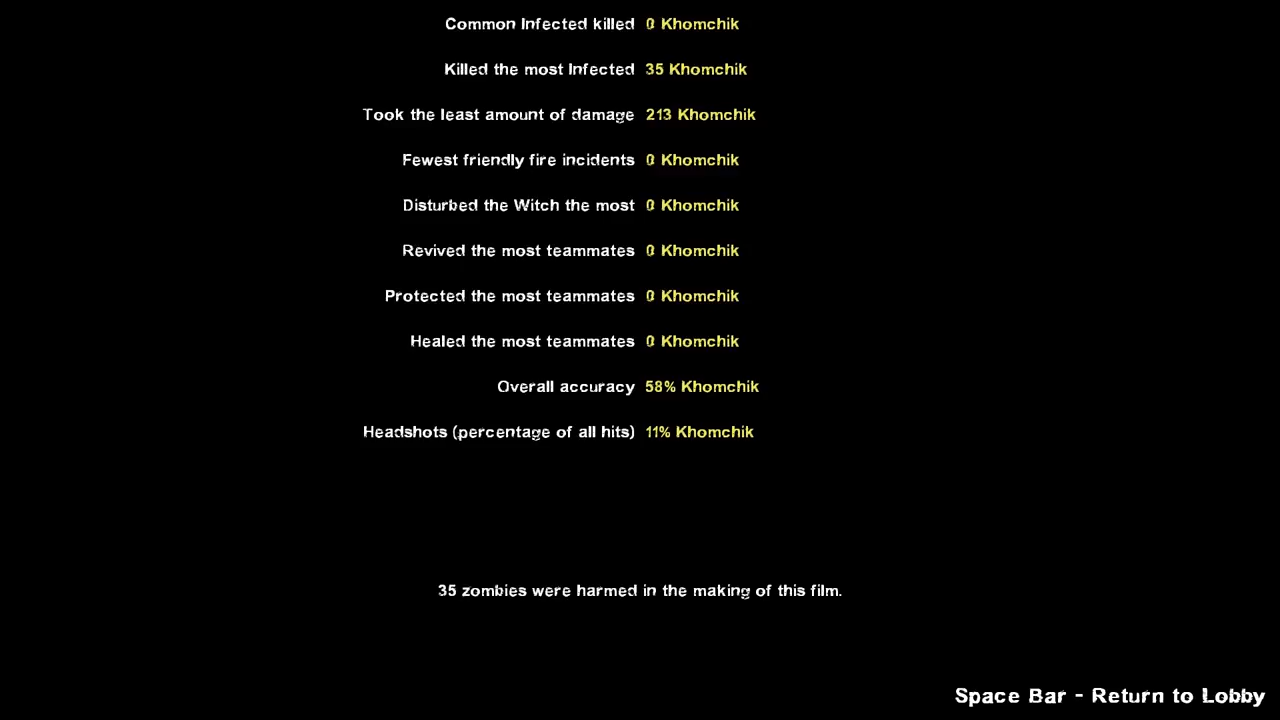 Common Infected killed 0 Khomchik
Killed the most Infected 35 Khomchik
Took the least amount of damage 213 Khomchik
Fewest friendly fire incidents 0 Khomchik
Disturbed the Witch the most 0 Khomchik
Revived the most teammates 0 Khomchik
Protected the most teammates 0 Khomchik
Healed the most teammates 0 Khomchik
Overall accuracy 58% Khomchik
Headshots (percentage of all hits) 11% Khomchik
35 zombies were harmed in the making of this film.
Space Bar - Return to Lobby